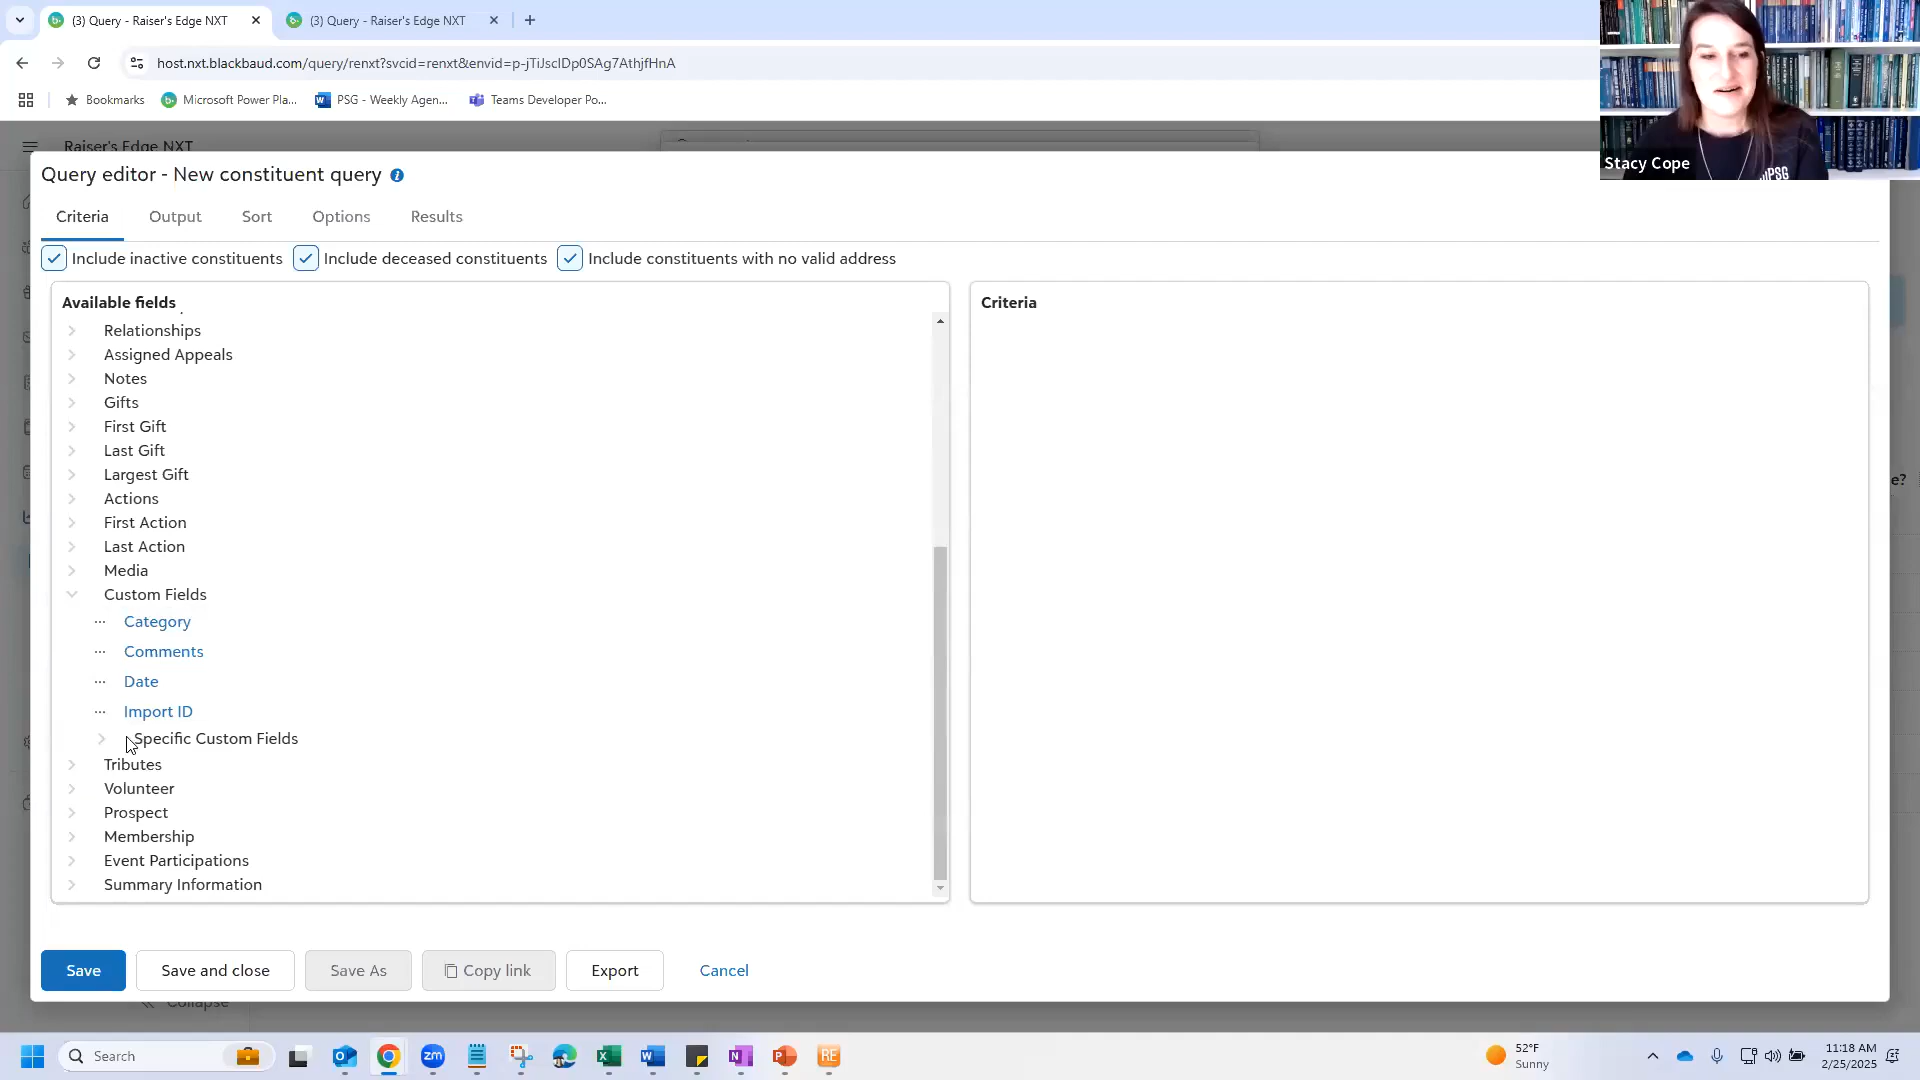 (3) Query - Raiser's Edge NXT
(3) Query - Raiser's Edge NXT
host.nxt.blackbaud.com/query/renxt?svcid=renxt&envid=p-jTiJsclDp0SAg7AthjfHnA
Bookmarks
Microsoft Power Pla...
PSG - Weekly Agen...
Teams Developer Po...
Stacy Cope
PSG
Raiser's Edge NXT
Query editor - New constituent query
Criteria
Output
Sort
Options
Results
Include inactive constituents
Include deceased constituents
Include constituents with no valid address
Available fields
Relationships
Assigned Appeals
Notes
Gifts
First Gift
Last Gift
Largest Gift
Actions
First Action
Last Action
Media
Custom Fields
Category
Comments
Date
Import ID
Specific Custom Fields
Tributes
Volunteer
Prospect
Membership
Event Participations
Summary Information
Criteria
e?
Save
Save and close
Save As
Copy link
Export
Cancel
Collapse
Search
zm
RE
52°F
Sunny
11:18 AM
2/25/2025